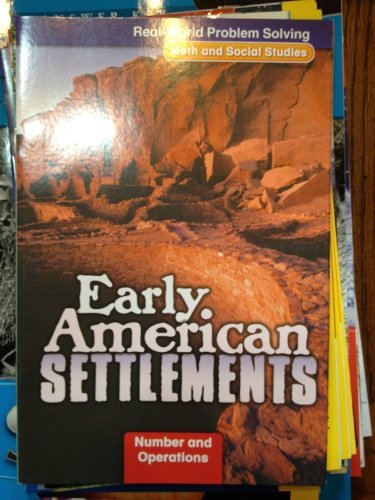 Real-World Problem Solving
Math and Social Studies
Early
American
SETTLEMENTS
Number and
Operations